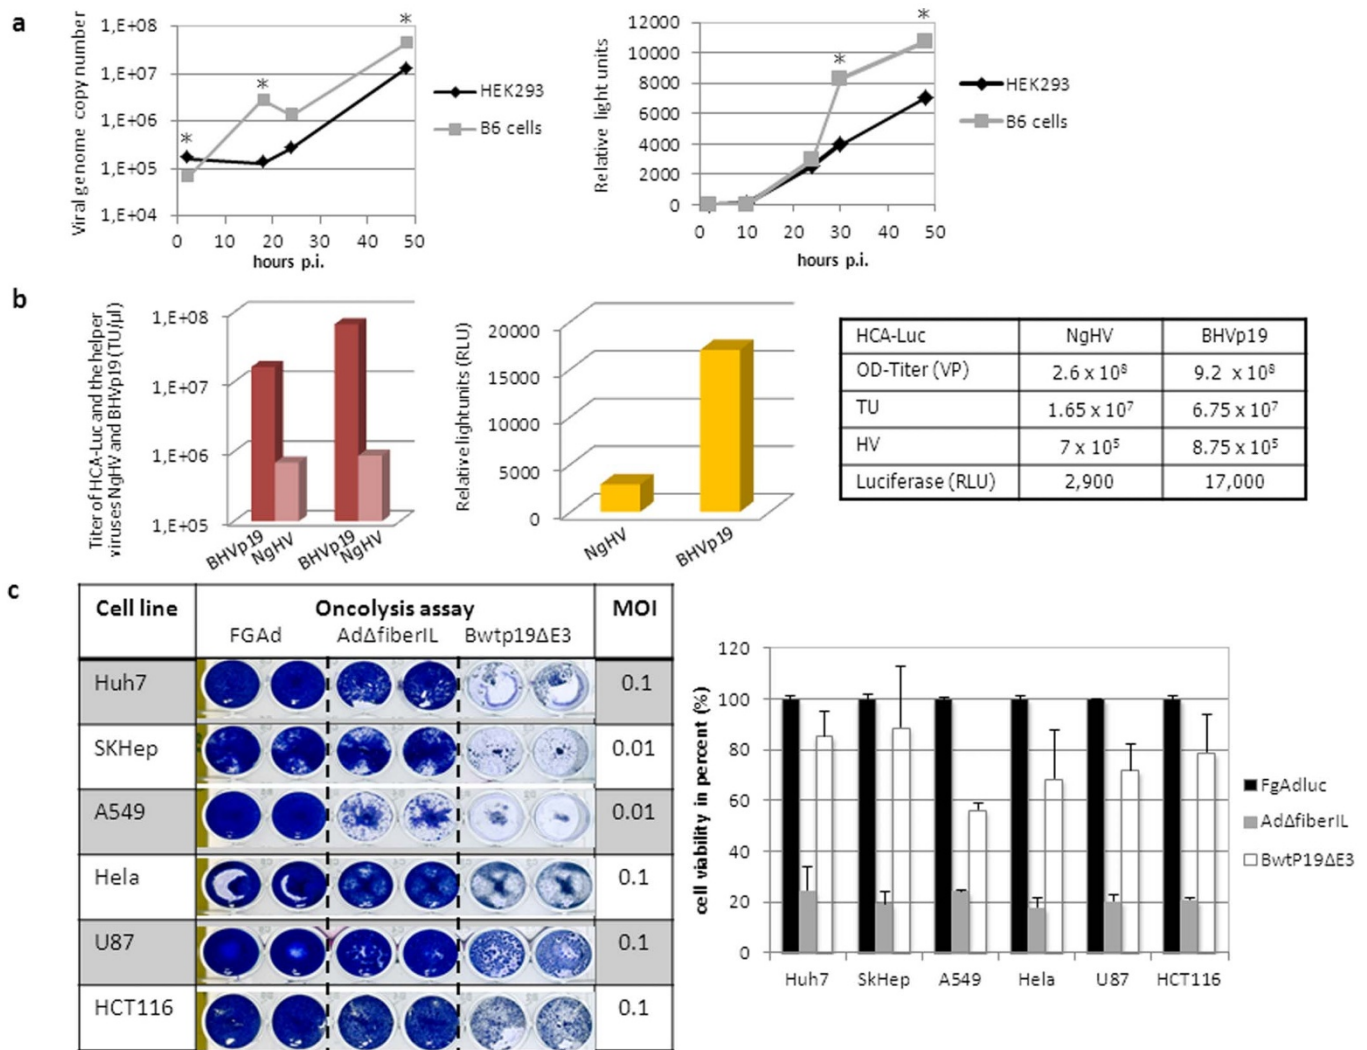 a
Viral genome copy number
1,E+08
1,E+07
1,E+06
1,E+05
1,E+04
*
*
*
0 10 20 30 40 50
hours p.i.
HEK293
B6 cells
Relative light units
12000
10000
8000
6000
4000
2000
0
*
*
0 10 20 30 40 50
hours p.i.
HEK293
B6 cells
b
Titer of HCA-Luc and the helper
viruses NgHV and BHVp19 (TU/µl)
1,E+08
1,E+07
1,E+06
1,E+05
BHVp19 NgHV BHVp19 NgHV
Relative lightunits (RLU)
20000
15000
10000
5000
0
NgHV BHVp19
HCA-Luc NgHV BHVp19
OD-Titer (VP) 2.6 x 10⁸ 9.2 x 10⁸
TU 1.65 x 10⁷ 6.75 x 10⁷
HV 7 x 10⁵ 8.75 x 10⁵
Luciferase (RLU) 2,900 17,000
c
Cell line Oncolysis assay MOI
FGAd AdΔfiberIL Bwtp19ΔE3
Huh7 0.1
SKHep 0.01
A549 0.01
Hela 0.1
U87 0.1
HCT116 0.1
cell viability in percent (%)
120
100
80
60
40
20
0
Huh7 SkHep A549 Hela U87 HCT116
FgAdluc
AdΔfiberIL
BwtP19ΔE3